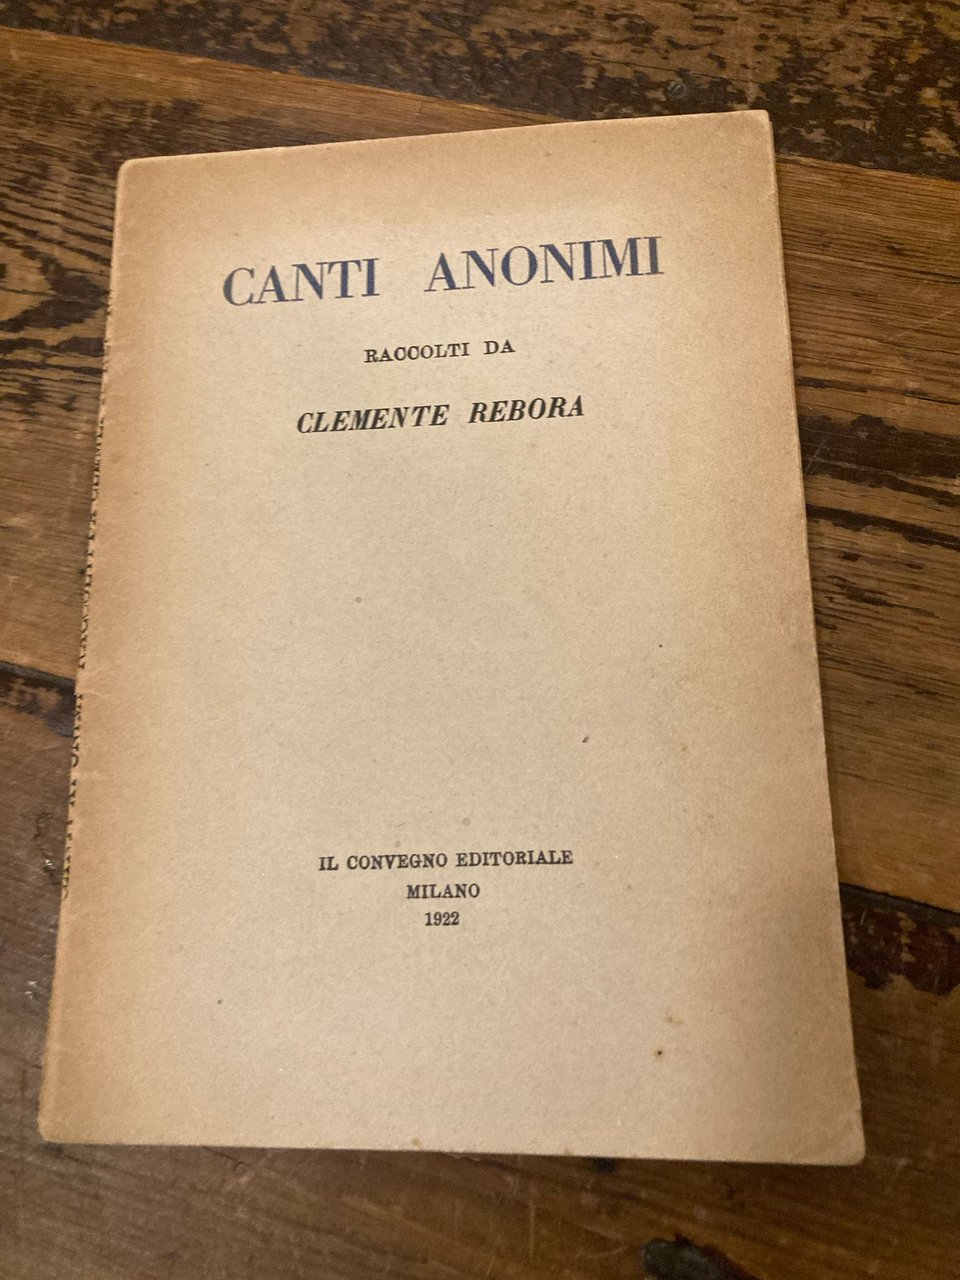 CANTI ANONIMI
RACCOLTI DA
CLEMENTE REBORA
IL CONVEGNO EDITORIALE
MILANO
1922